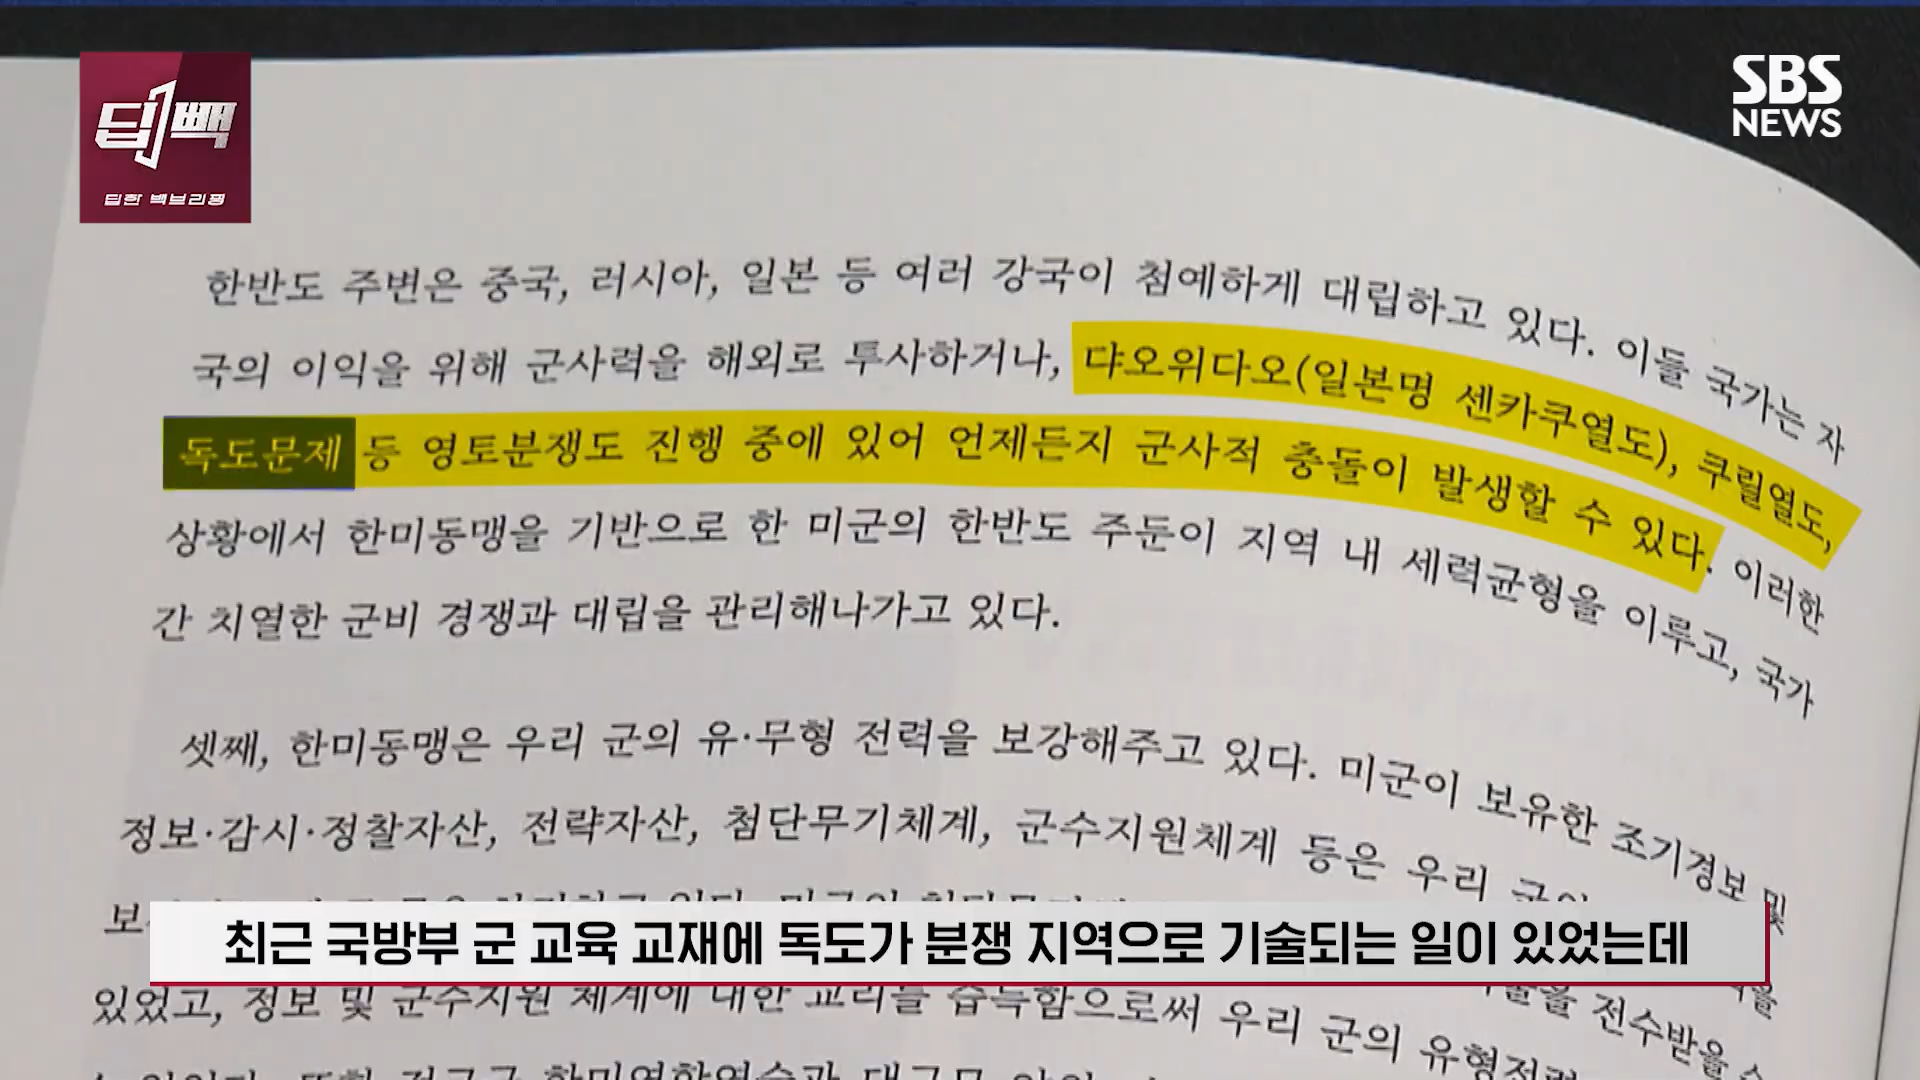 딥빽
딥한 백브리핑
SBS
NEWS
한반도 주변은 중국, 러시아, 일본 등 여러 강국이 첨예하게 대립하고 있다. 이들 국가는 자
국의 이익을 위해 군사력을 해외로 투사하거나, 댜오위다오(일본명 센카쿠열도), 쿠릴열도,
독도문제 등 영토분쟁도 진행 중에 있어 언제든지 군사적 충돌이 발생할 수 있다. 이러한
상황에서 한미동맹을 기반으로 한 미군의 한반도 주둔이 지역 내 세력균형을 이루고, 국가
간 치열한 군비 경쟁과 대립을 관리해나가고 있다.
셋째, 한미동맹은 우리 군의 유·무형 전력을 보강해주고 있다. 미군이 보유한 조기경보 및
정보·감시·정찰자산, 전략자산, 첨단무기체계, 군수지원체계 등은 우리
최근 국방부 군 교육 교재에 독도가 분쟁 지역으로 기술되는 일이 있었는데
있었고, 정보 및 군수지원 체계에 대한 교리를 습득함으로써 우리 군의 유형전력
전수받을